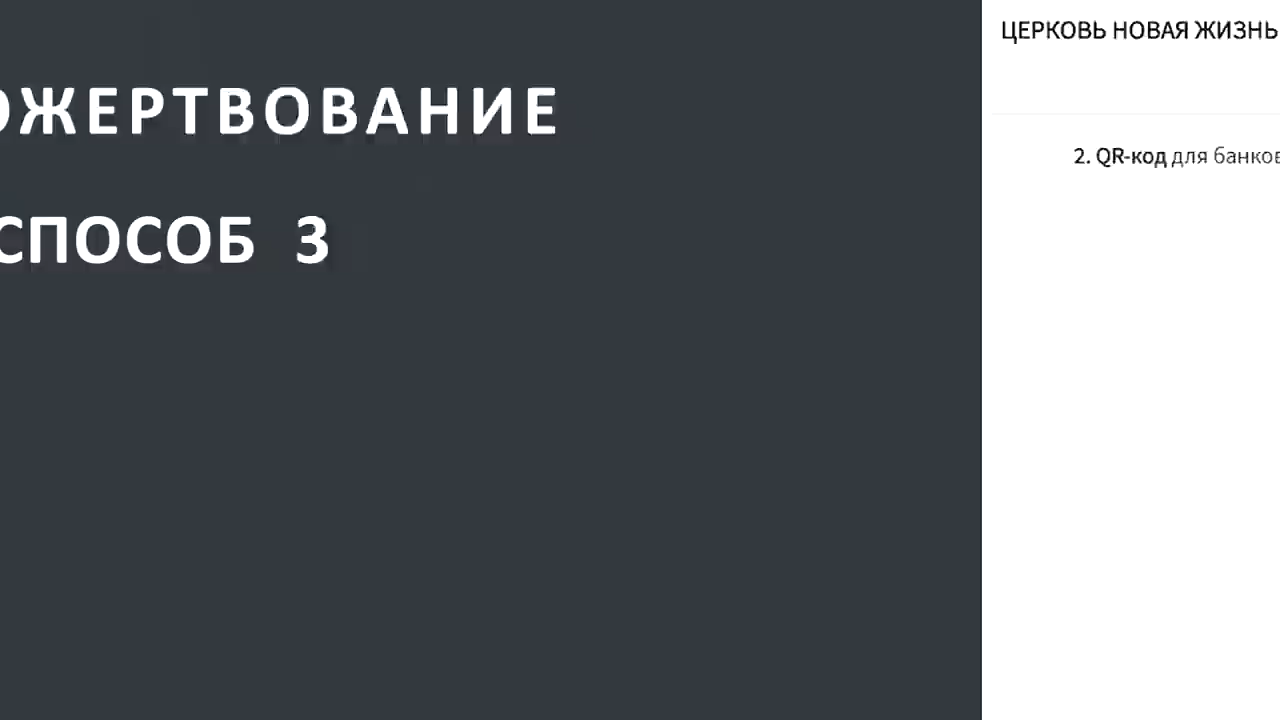 ОЖЕРТВОВАНИЕ
СПОСОБ 3
ЦЕРКОВЬ НОВАЯ ЖИЗНЬ
2. QR-код для банков